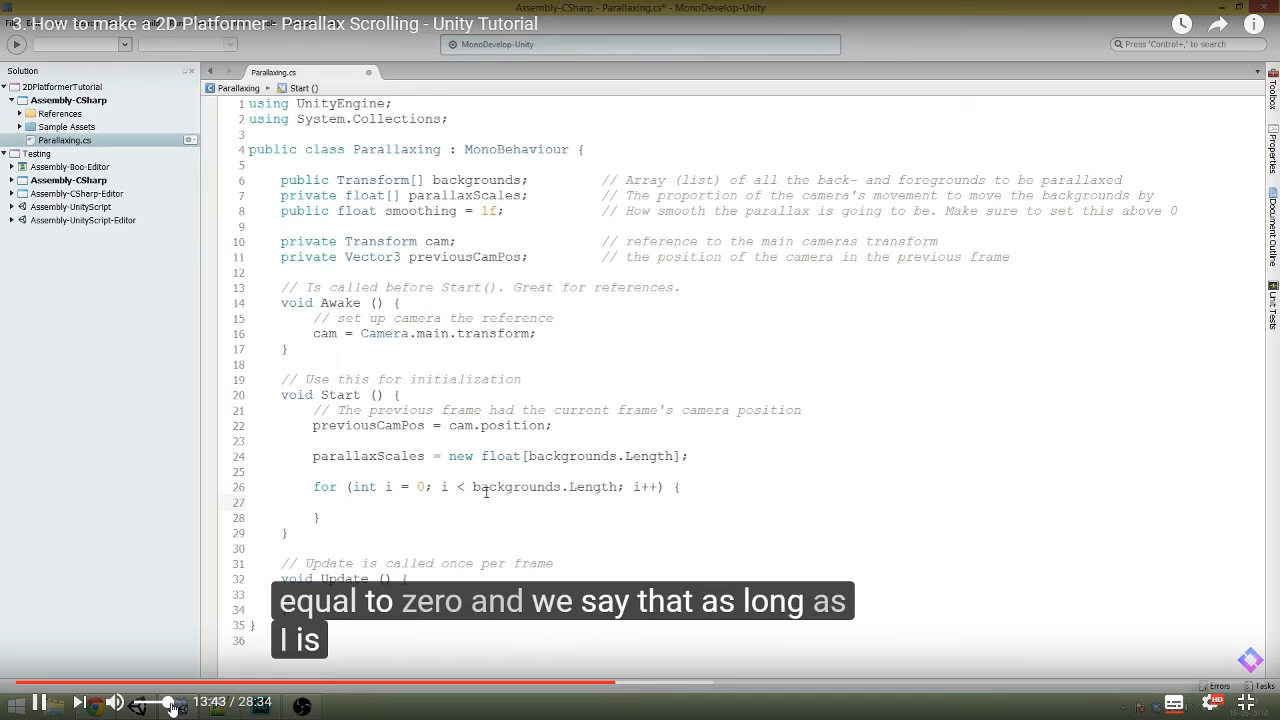 Assembly-CSharp - Parallaxing.cs* - MonoDevelop-Unity
3. How to make a 2D Platformer - Parallax Scrolling - Unity Tutorial
MonoDevelop-Unity
Press 'Control+,' to search
Solution
Parallaxing.cs
Parallaxing
Start ()
2DPlatformerTutorial
Assembly-CSharp
References
Sample Assets
Parallaxing.cs
Testing
Assembly-Boo-Editor
Assembly-CSharp
Assembly-CSharp-Editor
Assembly-UnityScript
Assembly-UnityScript-Editor
1 using UnityEngine;
2 using System.Collections;
3
4 public class Parallaxing : MonoBehaviour {
5
6 public Transform[] backgrounds; // Array (list) of all the back- and foregrounds to be parallaxed
7 private float[] parallaxScales; // The proportion of the camera's movement to move the backgrounds by
8 public float smoothing = 1f; // How smooth the parallax is going to be. Make sure to set this above 0
9
10 private Transform cam; // reference to the main cameras transform
11 private Vector3 previousCamPos; // the position of the camera in the previous frame
12
13 // Is called before Start(). Great for references.
14 void Awake () {
15 // set up camera the reference
16 cam = Camera.main.transform;
17 }
18
19 // Use this for initialization
20 void Start () {
21 // The previous frame had the current frame's camera position
22 previousCamPos = cam.position;
23
24 parallaxScales = new float[backgrounds.Length];
25
26 for (int i = 0; i < backgrounds.Length; i++) {
27
28 }
29 }
30
31 // Update is called once per frame
32 void Update () {
33
34
35 }
36
equal to zero and we say that as long as
I is
Toolbox
Properties
Document Outline
Unit Tests
Errors
Tasks
13:43 / 28:34
HD
16-05-2014